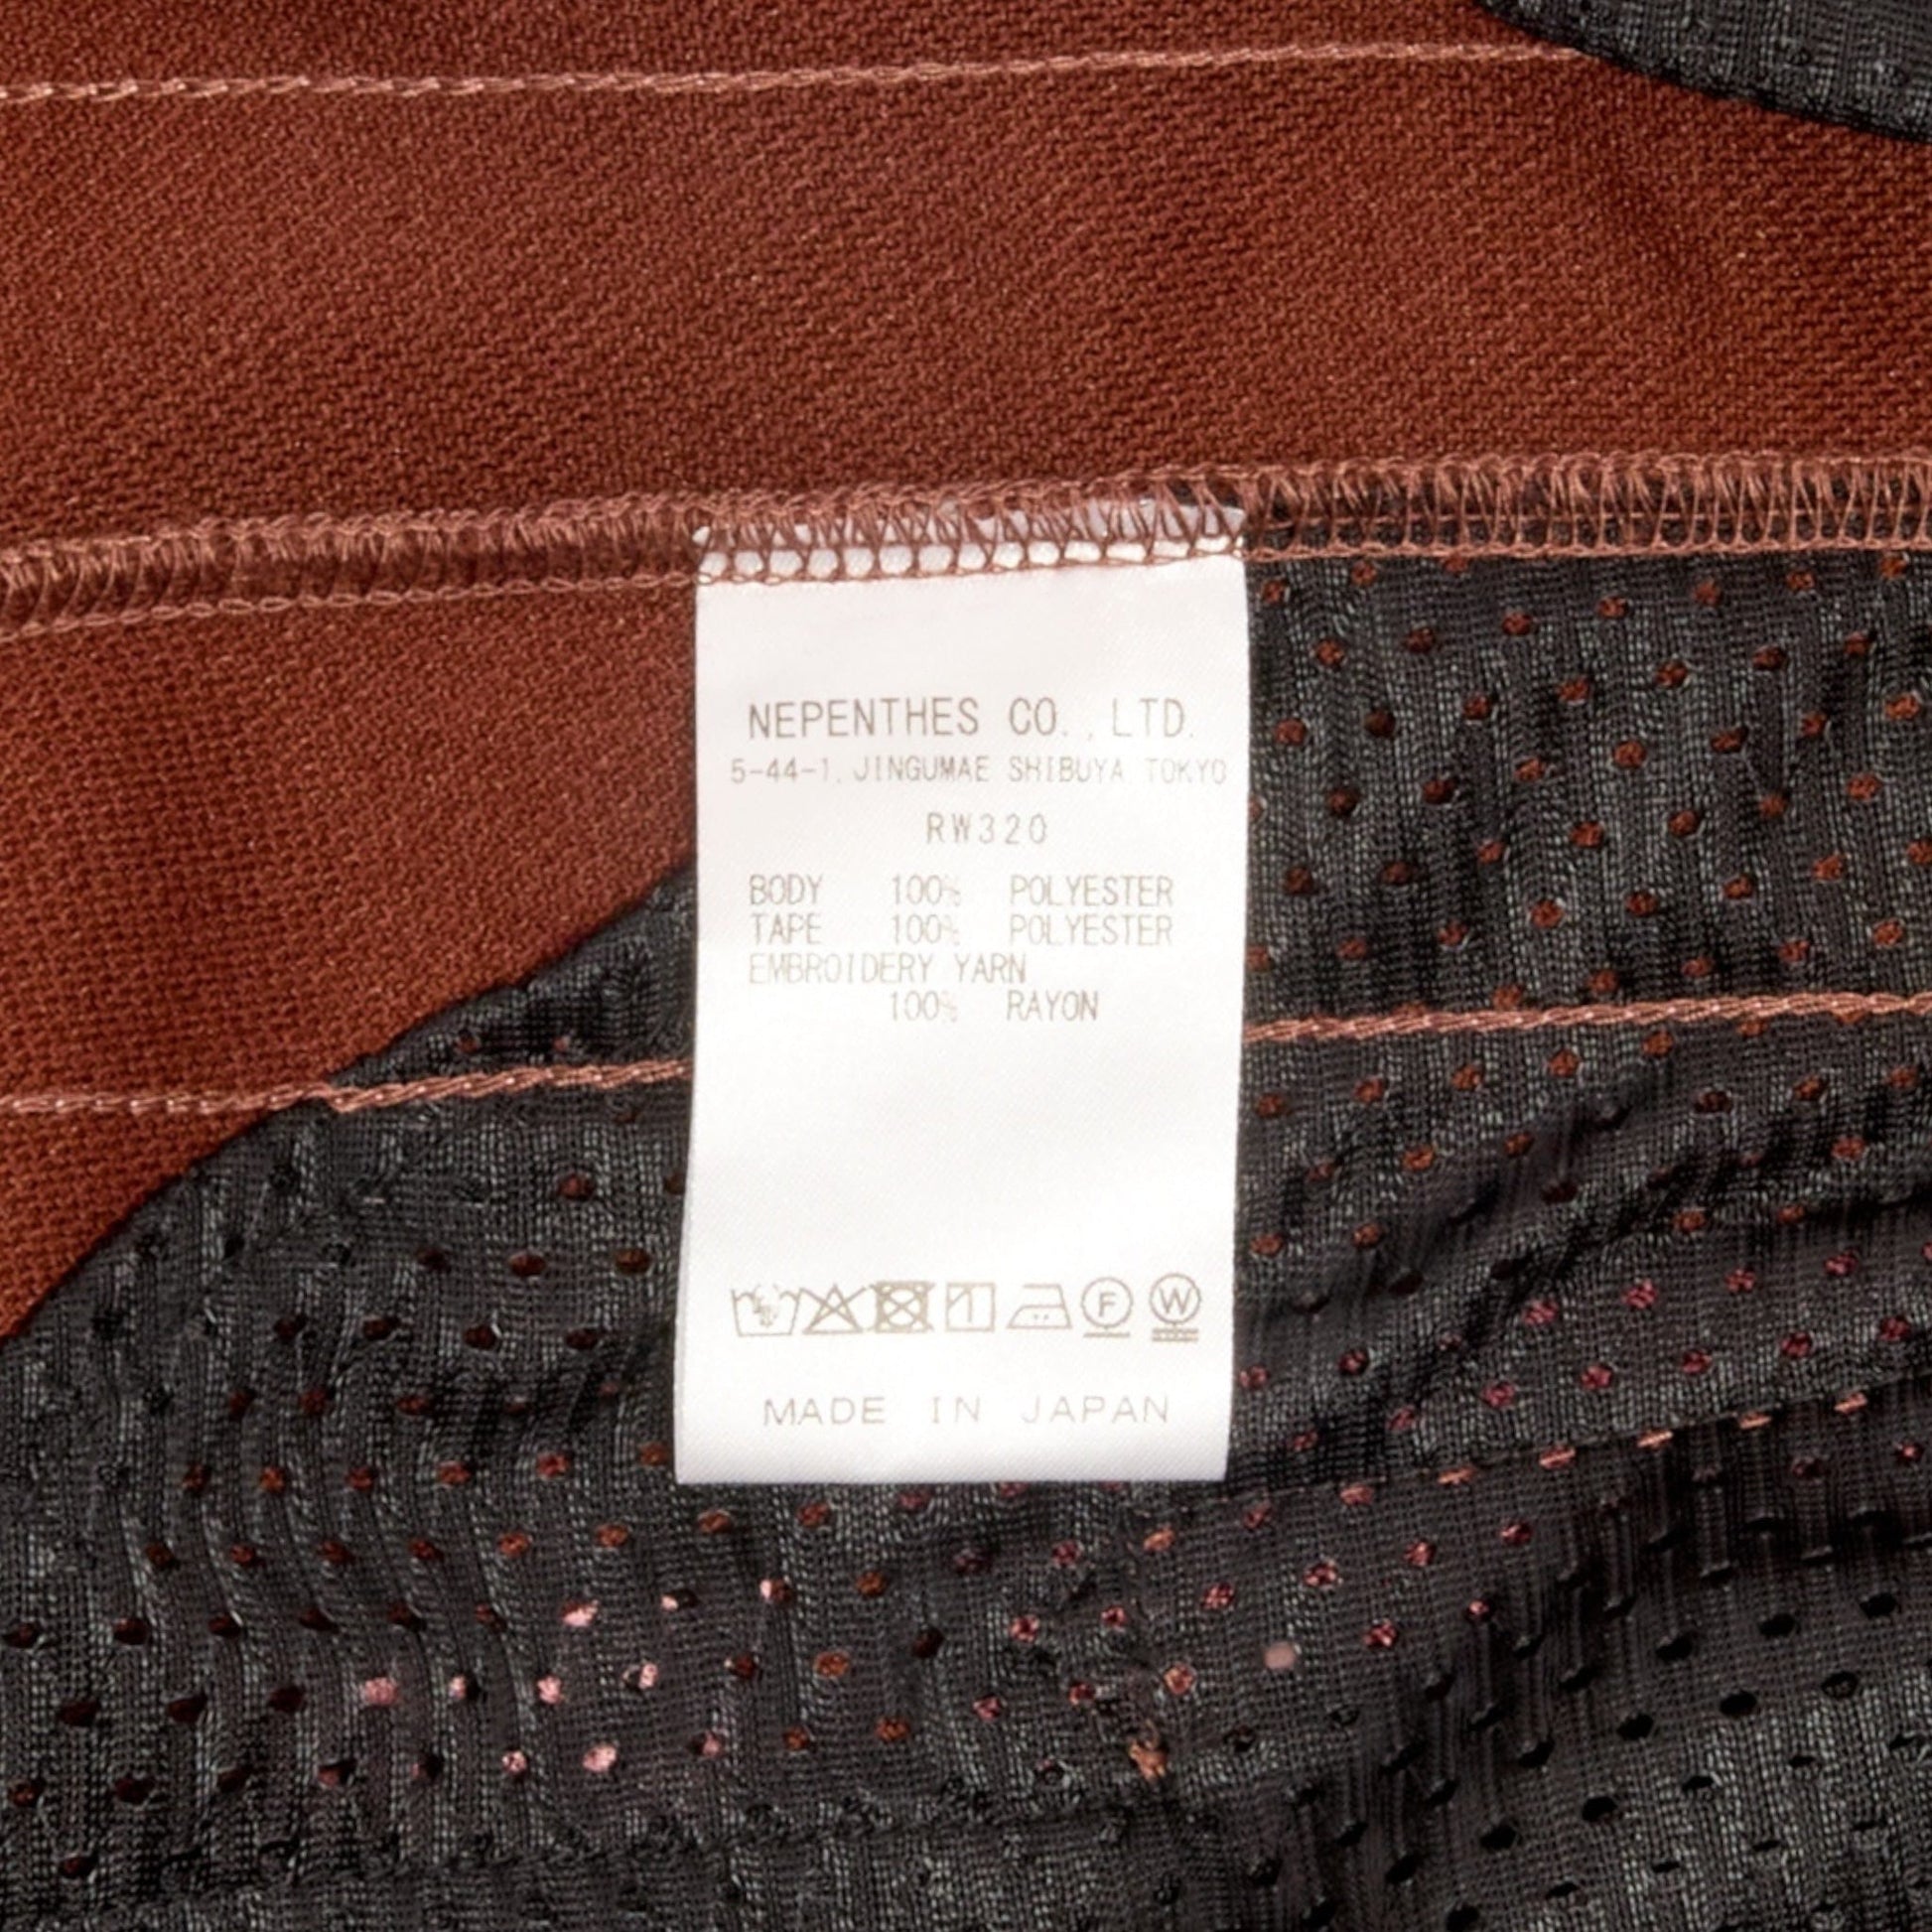 NEPENTHES CO.,LTD.
5-44-1, JINGUMAE SHIBUYA TOKYO
RW320
BODY 100% POLYESTER
TAPE 100% POLYESTER
EMBROIDERY YARN
100% RAYON
F W
MADE IN JAPAN